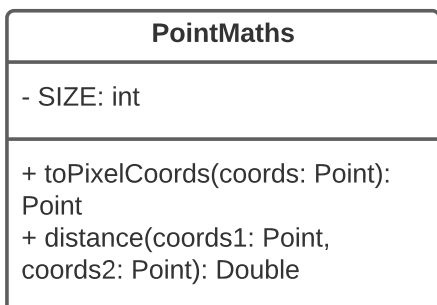 PointMaths
- SIZE: int
+ toPixelCoords(coords: Point):
Point
+ distance(coords1: Point,
coords2: Point): Double